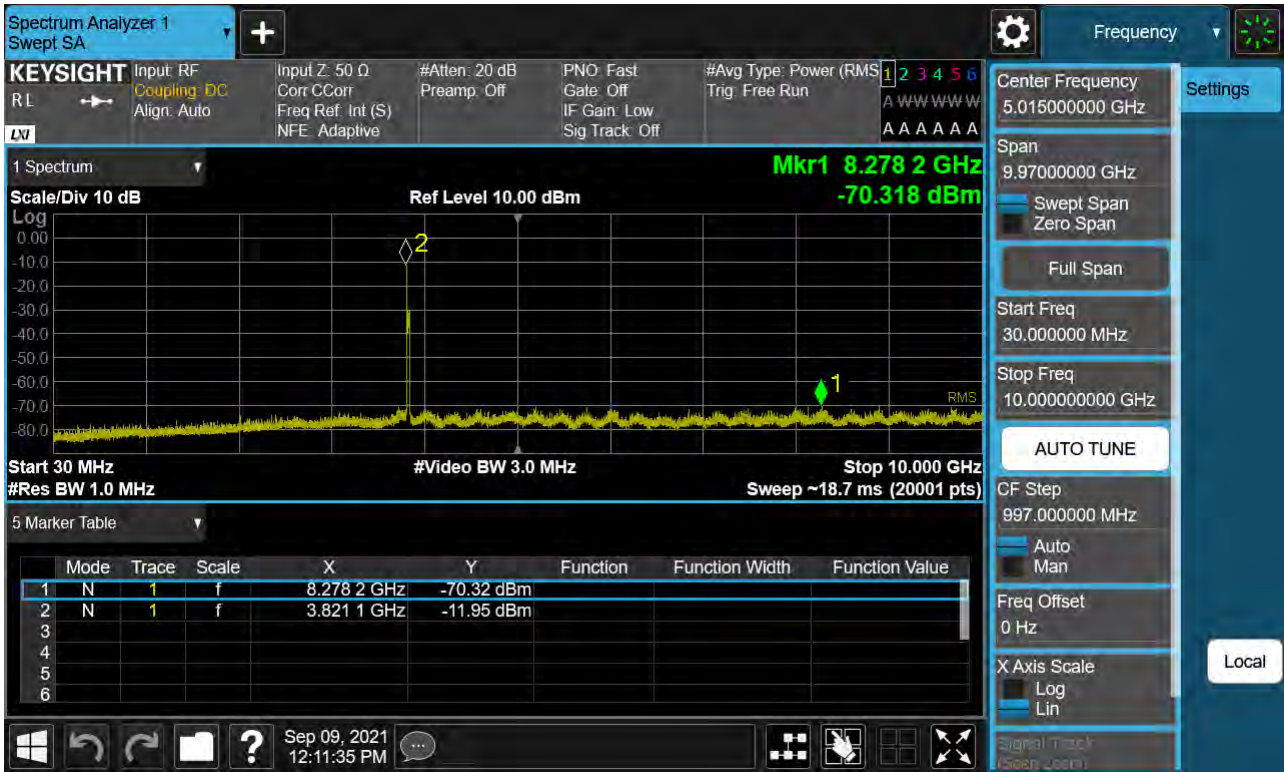 Spectrum Analyzer 1
Swept SA
Frequency
KEYSIGHT
RL
LXI
Input: RF
Coupling: DC
Align: Auto
Input Z: 50 Ω
Corr CCorr
Freq Ref: Int (S)
NFE: Adaptive
#Atten: 20 dB
Preamp: Off
PNO: Fast
Gate: Off
IF Gain: Low
Sig Track: Off
#Avg Type: Power (RMS
Trig: Free Run
1 2 3 4 5 6
A W W W W W
A A A A A A
1 Spectrum
Mkr1 8.278 2 GHz
-70.318 dBm
Scale/Div 10 dB
Ref Level 10.00 dBm
Log
0.00
-10.0
-20.0
-30.0
-40.0
-50.0
-60.0
-70.0
-80.0
2
1
RMS
Start 30 MHz
#Video BW 3.0 MHz
Stop 10.000 GHz
#Res BW 1.0 MHz
Sweep ~18.7 ms (20001 pts)
5 Marker Table
Mode Trace Scale X Y Function Function Width Function Value
1 N 1 f 8.278 2 GHz -70.32 dBm
2 N 1 f 3.821 1 GHz -11.95 dBm
3
4
5
6
Sep 09, 2021
12:11:35 PM
?
Center Frequency
5.015000000 GHz
Span
9.97000000 GHz
Swept Span
Zero Span
Full Span
Start Freq
30.000000 MHz
Stop Freq
10.000000000 GHz
AUTO TUNE
CF Step
997.000000 MHz
Auto
Man
Freq Offset
0 Hz
X Axis Scale
Log
Lin
Signal Track
(Span Zoom)
Settings
Local